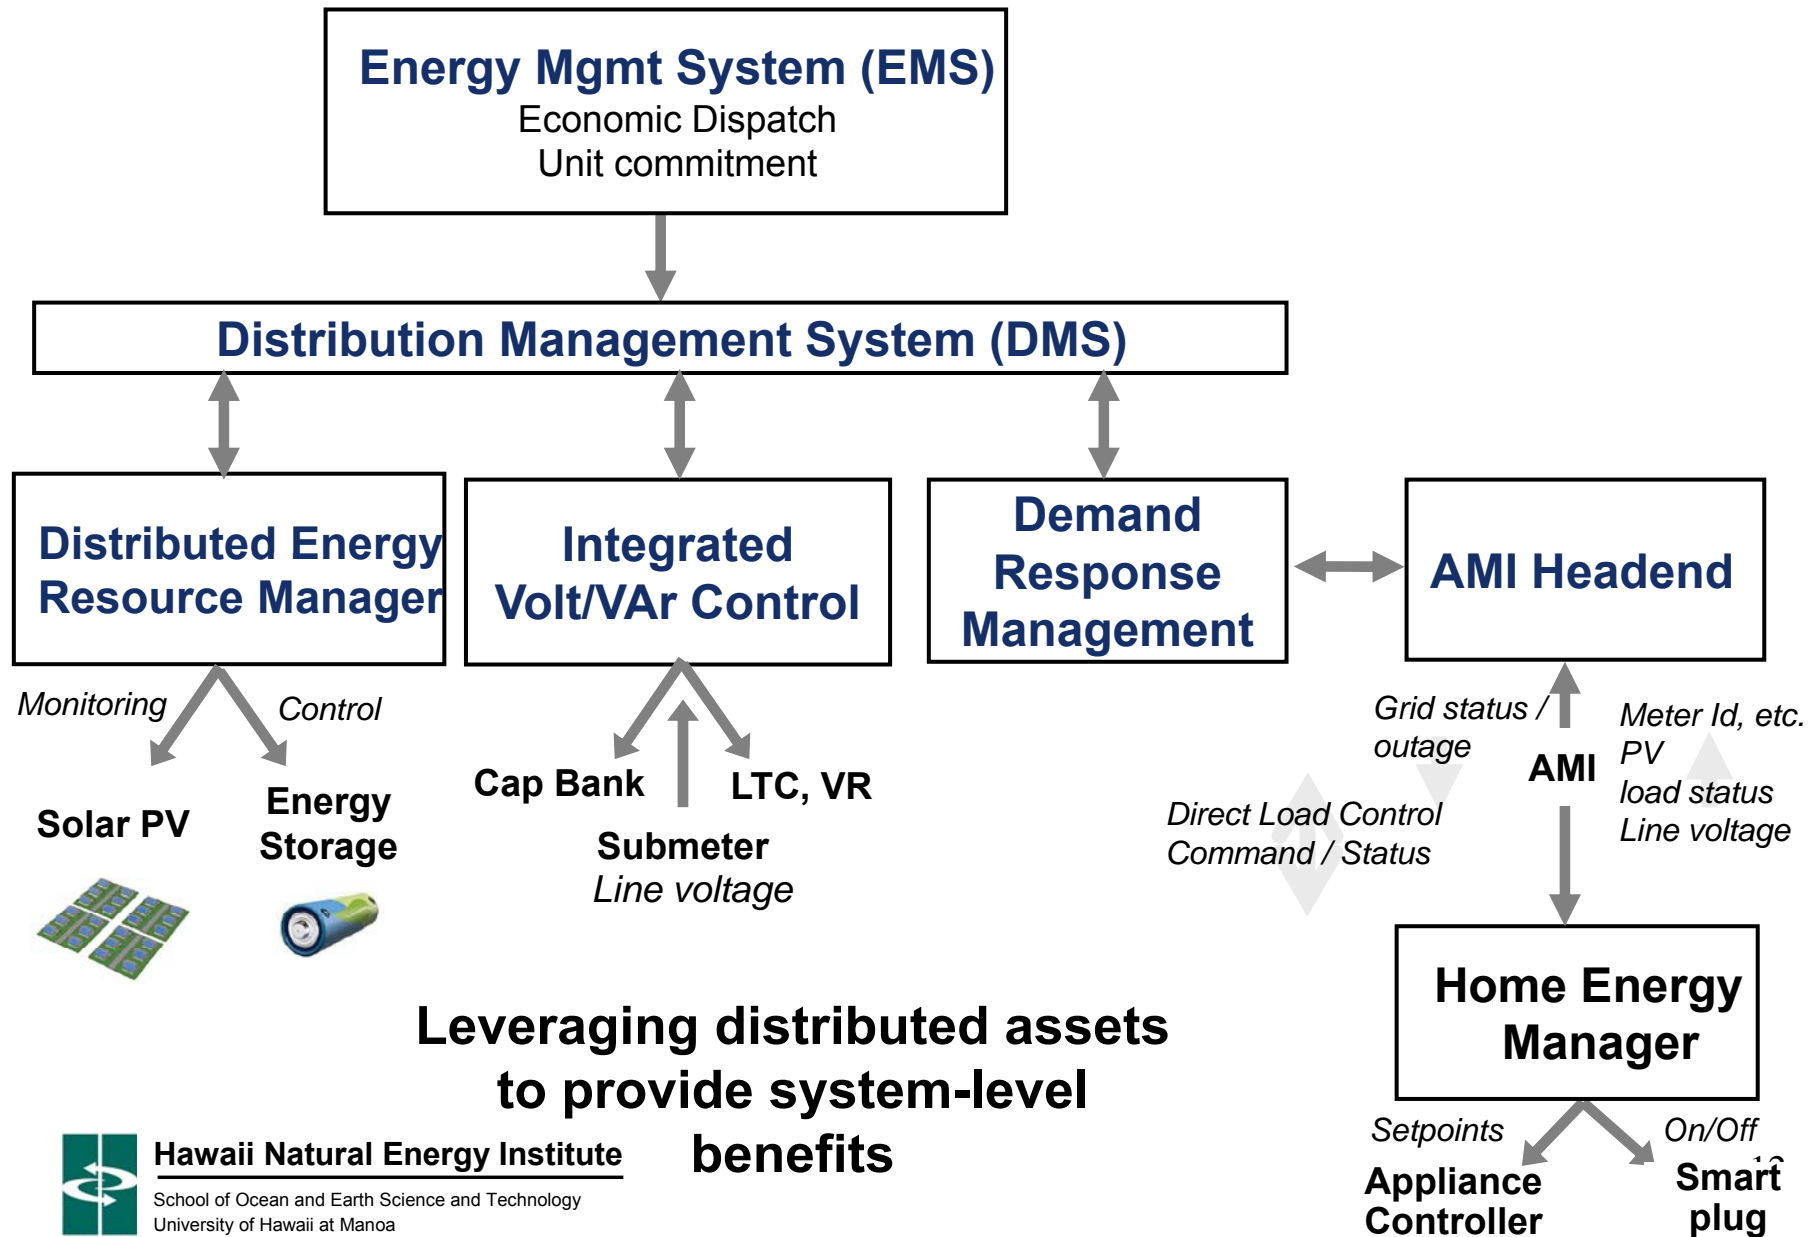 Energy Mgmt System (EMS)
Economic Dispatch
Unit commitment
Distribution Management System (DMS)
Distributed Energy
Resource Manager
Integrated
Volt/VAr Control
Demand
Response
Management
AMI Headend
Monitoring
Control
Solar PV
Energy
Storage
Cap Bank
LTC, VR
Submeter
Line voltage
Grid status /
outage
AMI
Meter Id, etc.
PV
load status
Line voltage
Direct Load Control
Command / Status
Home Energy
Manager
Setpoints
On/Off
Appliance
Controller
Smart
plug
Leveraging distributed assets
to provide system-level
benefits
Hawaii Natural Energy Institute
School of Ocean and Earth Science and Technology
University of Hawaii at Manoa